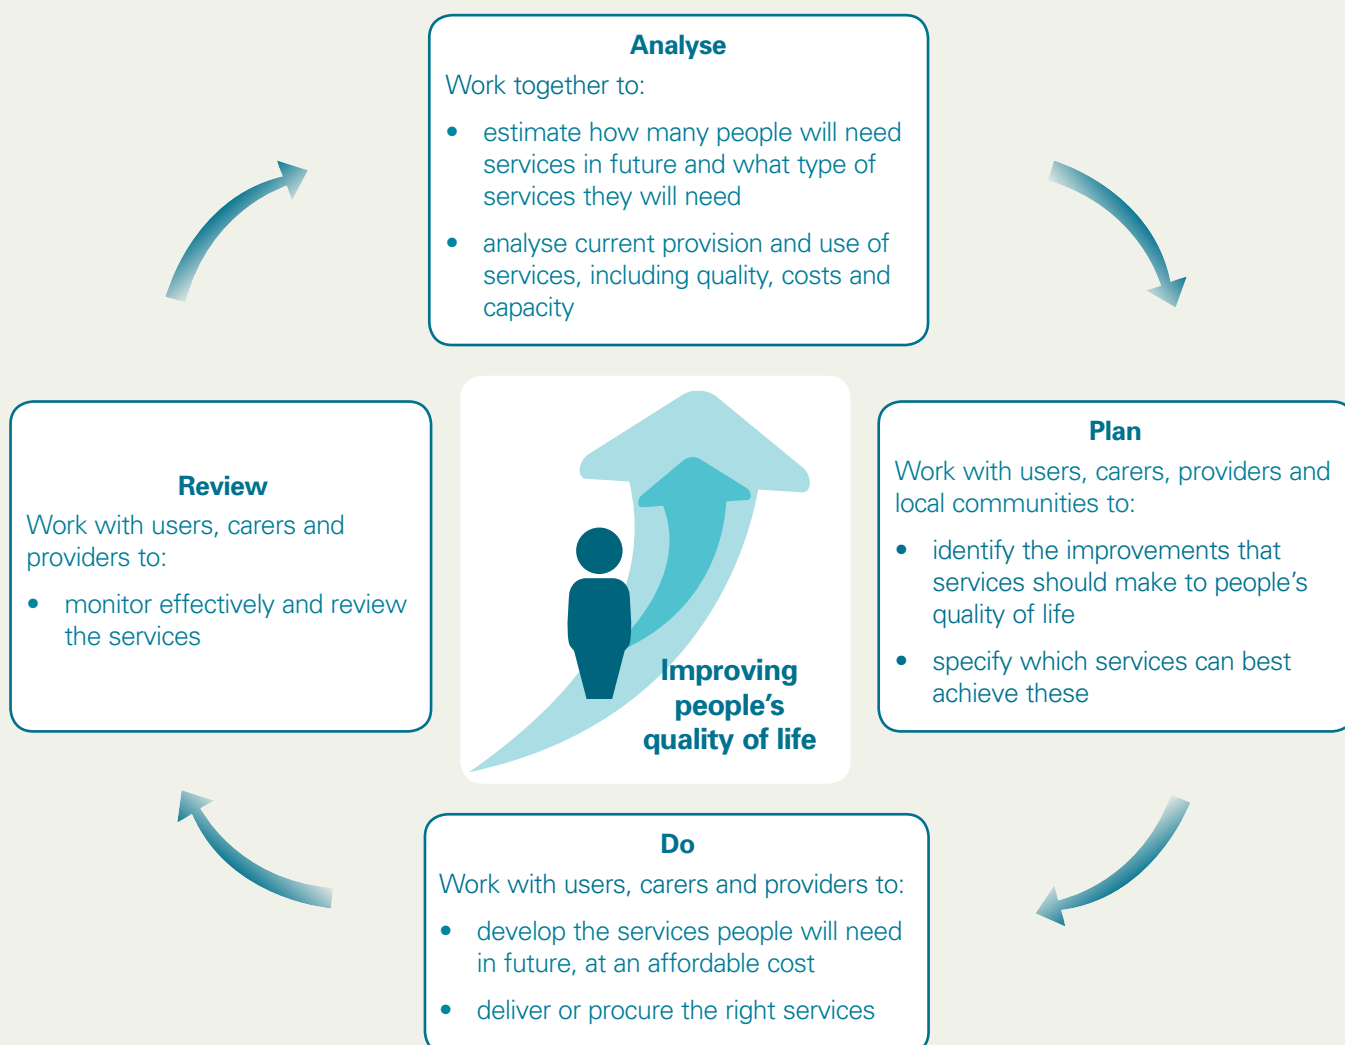 Analyse
Work together to:
• estimate how many people will need
services in future and what type of
services they will need
• analyse current provision and use of
services, including quality, costs and
capacity
Plan
Work with users, carers, providers and
local communities to:
• identify the improvements that
services should make to people's
quality of life
• specify which services can best
achieve these
Do
Work with users, carers and providers to:
• develop the services people will need
in future, at an affordable cost
• deliver or procure the right services
Review
Work with users, carers and
providers to:
• monitor effectively and review
the services
Improving
people's
quality of life